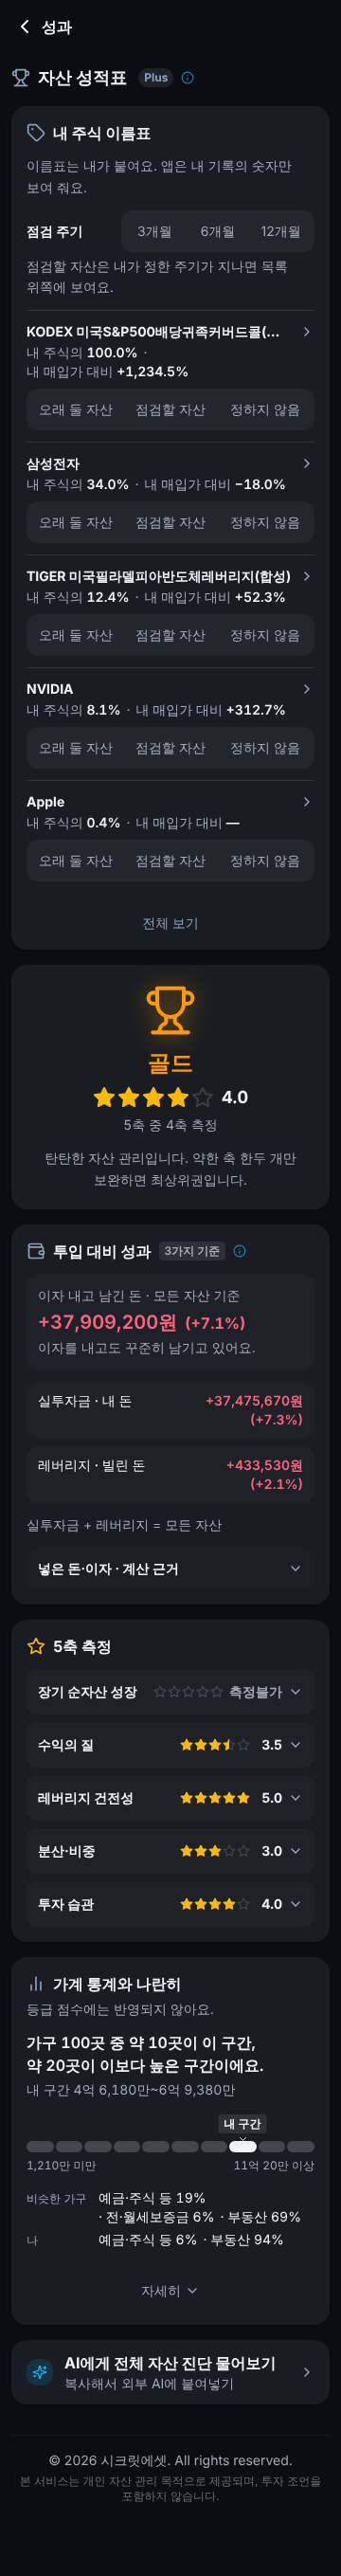 성과
자산 성적표 Plus
내 주식 이름표
이름표는 내가 붙여요. 앱은 내 기록의 숫자만
보여 줘요.
점검 주기 3개월 6개월 12개월
점검할 자산은 내가 정한 주기가 지나면 목록
위쪽에 보여요.
KODEX 미국S&P500배당귀족커버드콜(...
내 주식의 100.0% ·
내 매입가 대비 +1,234.5%
오래 둘 자산 점검할 자산 정하지 않음
삼성전자
내 주식의 34.0% · 내 매입가 대비 −18.0%
오래 둘 자산 점검할 자산 정하지 않음
TIGER 미국필라델피아반도체레버리지(합성)
내 주식의 12.4% · 내 매입가 대비 +52.3%
오래 둘 자산 점검할 자산 정하지 않음
NVIDIA
내 주식의 8.1% · 내 매입가 대비 +312.7%
오래 둘 자산 점검할 자산 정하지 않음
Apple
내 주식의 0.4% · 내 매입가 대비 —
오래 둘 자산 점검할 자산 정하지 않음
전체 보기
골드
4.0
5축 중 4축 측정
탄탄한 자산 관리입니다. 약한 축 한두 개만
보완하면 최상위권입니다.
투입 대비 성과 3가지 기준
이자 내고 남긴 돈 · 모든 자산 기준
+37,909,200원 (+7.1%)
이자를 내고도 꾸준히 남기고 있어요.
실투자금 · 내 돈 +37,475,670원
(+7.3%)
레버리지 · 빌린 돈 +433,530원
(+2.1%)
실투자금 + 레버리지 = 모든 자산
넣은 돈·이자 · 계산 근거
5축 측정
장기 순자산 성장 측정불가
수익의 질 3.5
레버리지 건전성 5.0
분산·비중 3.0
투자 습관 4.0
가계 통계와 나란히
등급 점수에는 반영되지 않아요.
가구 100곳 중 약 10곳이 이 구간,
약 20곳이 이보다 높은 구간이에요.
내 구간 4억 6,180만~6억 9,380만
내 구간
1,210만 미만 11억 20만 이상
비슷한 가구 예금·주식 등 19%
· 전·월세보증금 6% · 부동산 69%
나 예금·주식 등 6% · 부동산 94%
자세히
AI에게 전체 자산 진단 물어보기
복사해서 외부 AI에 붙여넣기
© 2026 시크릿에셋. All rights reserved.
본 서비스는 개인 자산 관리 목적으로 제공되며, 투자 조언을
포함하지 않습니다.